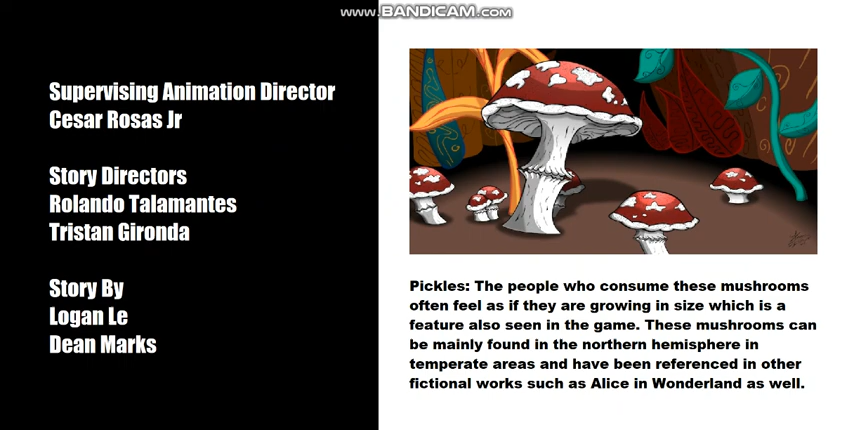 www.BANDICAM.com
Supervising Animation Director
Cesar Rosas Jr
Story Directors
Rolando Talamantes
Tristan Gironda
Story By
Logan Le
Dean Marks
Pickles: The people who consume these mushrooms
often feel as if they are growing in size which is a
feature also seen in the game. These mushrooms can
be mainly found in the northern hemisphere in
temperate areas and have been referenced in other
fictional works such as Alice in Wonderland as well.